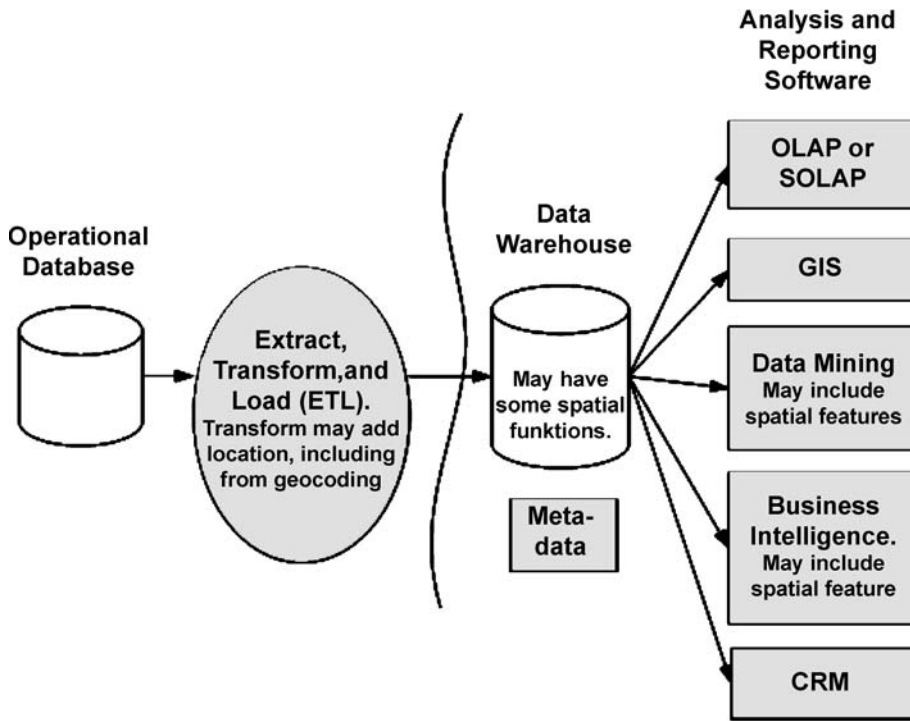 Analysis and
Reporting
Software
OLAP or
SOLAP
Data
Warehouse
Operational
Database
GIS
Extract,
Transform,and
Load (ETL).
Transform may add
location, including
from geocoding
May have
some spatial
funktions.
Data Mining
May include
spatial features
Meta-
data
Business
Intelligence.
May include
spatial feature
CRM